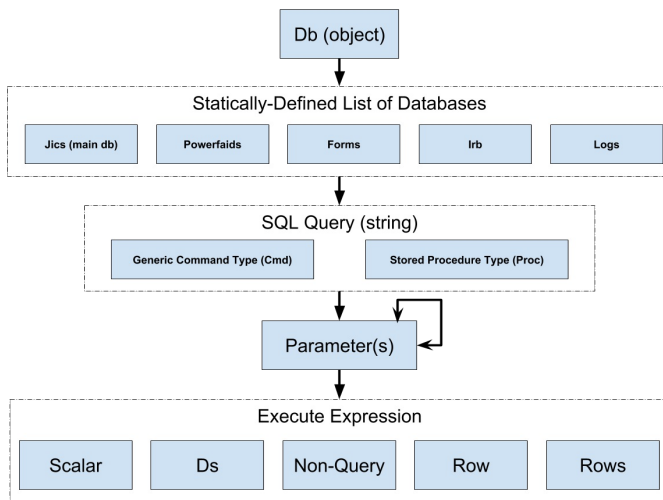 Db (object)
Statically-Defined List of Databases
Jics (main db)
Powerfaids
Forms
Irb
Logs
SQL Query (string)
Generic Command Type (Cmd)
Stored Procedure Type (Proc)
Parameter(s)
Execute Expression
Scalar
Ds
Non-Query
Row
Rows